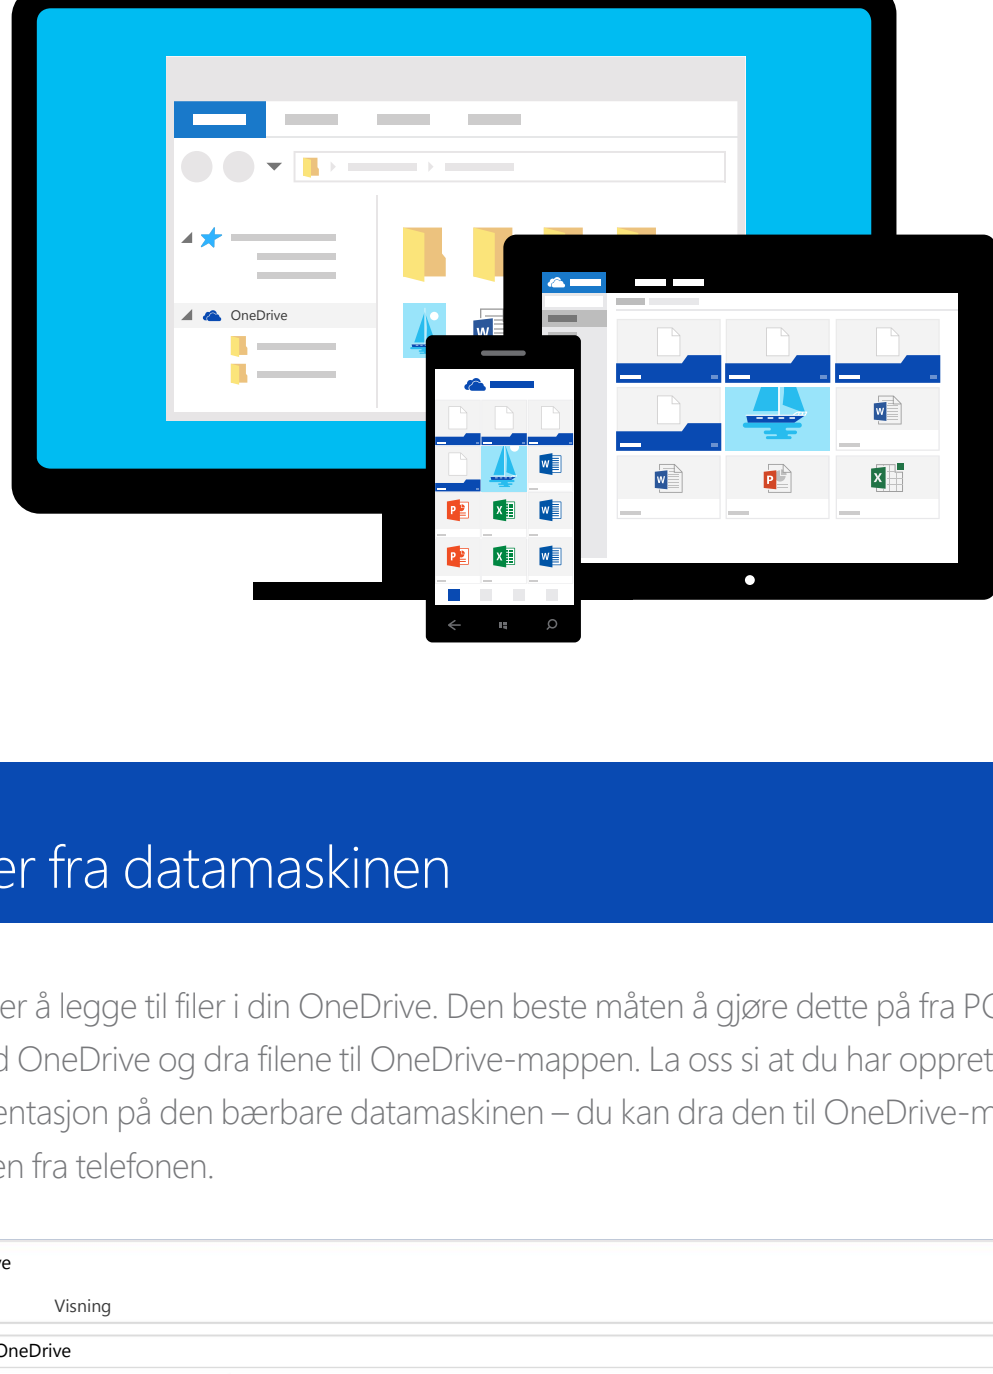 OneDrive
er fra datamaskinen
er å legge til filer i din OneDrive. Den beste måten å gjøre dette på fra PC
d OneDrive og dra filene til OneDrive-mappen. La oss si at du har oppret
entasjon på den bærbare datamaskinen – du kan dra den til OneDrive-m
en fra telefonen.
ve
Visning
OneDrive